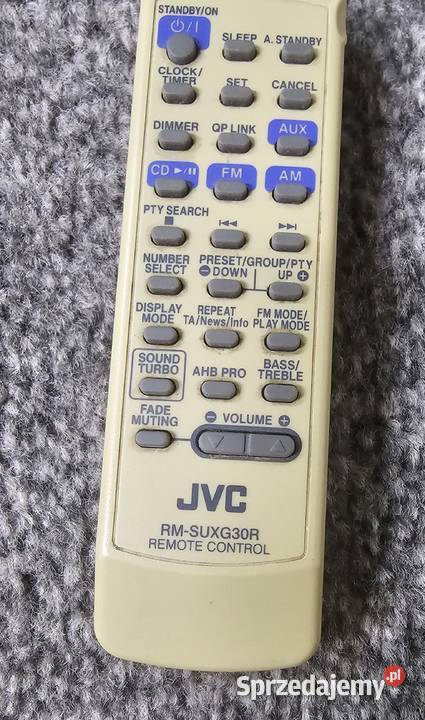 STANDBY/ON
⏻/I
SLEEP A. STANDBY
CLOCK/
TIMER
SET CANCEL
DIMMER QP LINK AUX
CD ▶/II FM AM
PTY SEARCH
■ I◀◀ ▶▶I
NUMBER
SELECT
PRESET/GROUP/PTY
⊖ DOWN UP ⊕
DISPLAY
MODE
REPEAT
TA/News/Info
FM MODE/
PLAY MODE
SOUND
TURBO
AHB PRO
BASS/
TREBLE
FADE
MUTING
⊖ VOLUME ⊕
JVC
RM-SUXG30R
REMOTE CONTROL
Sprzedajemy.pl